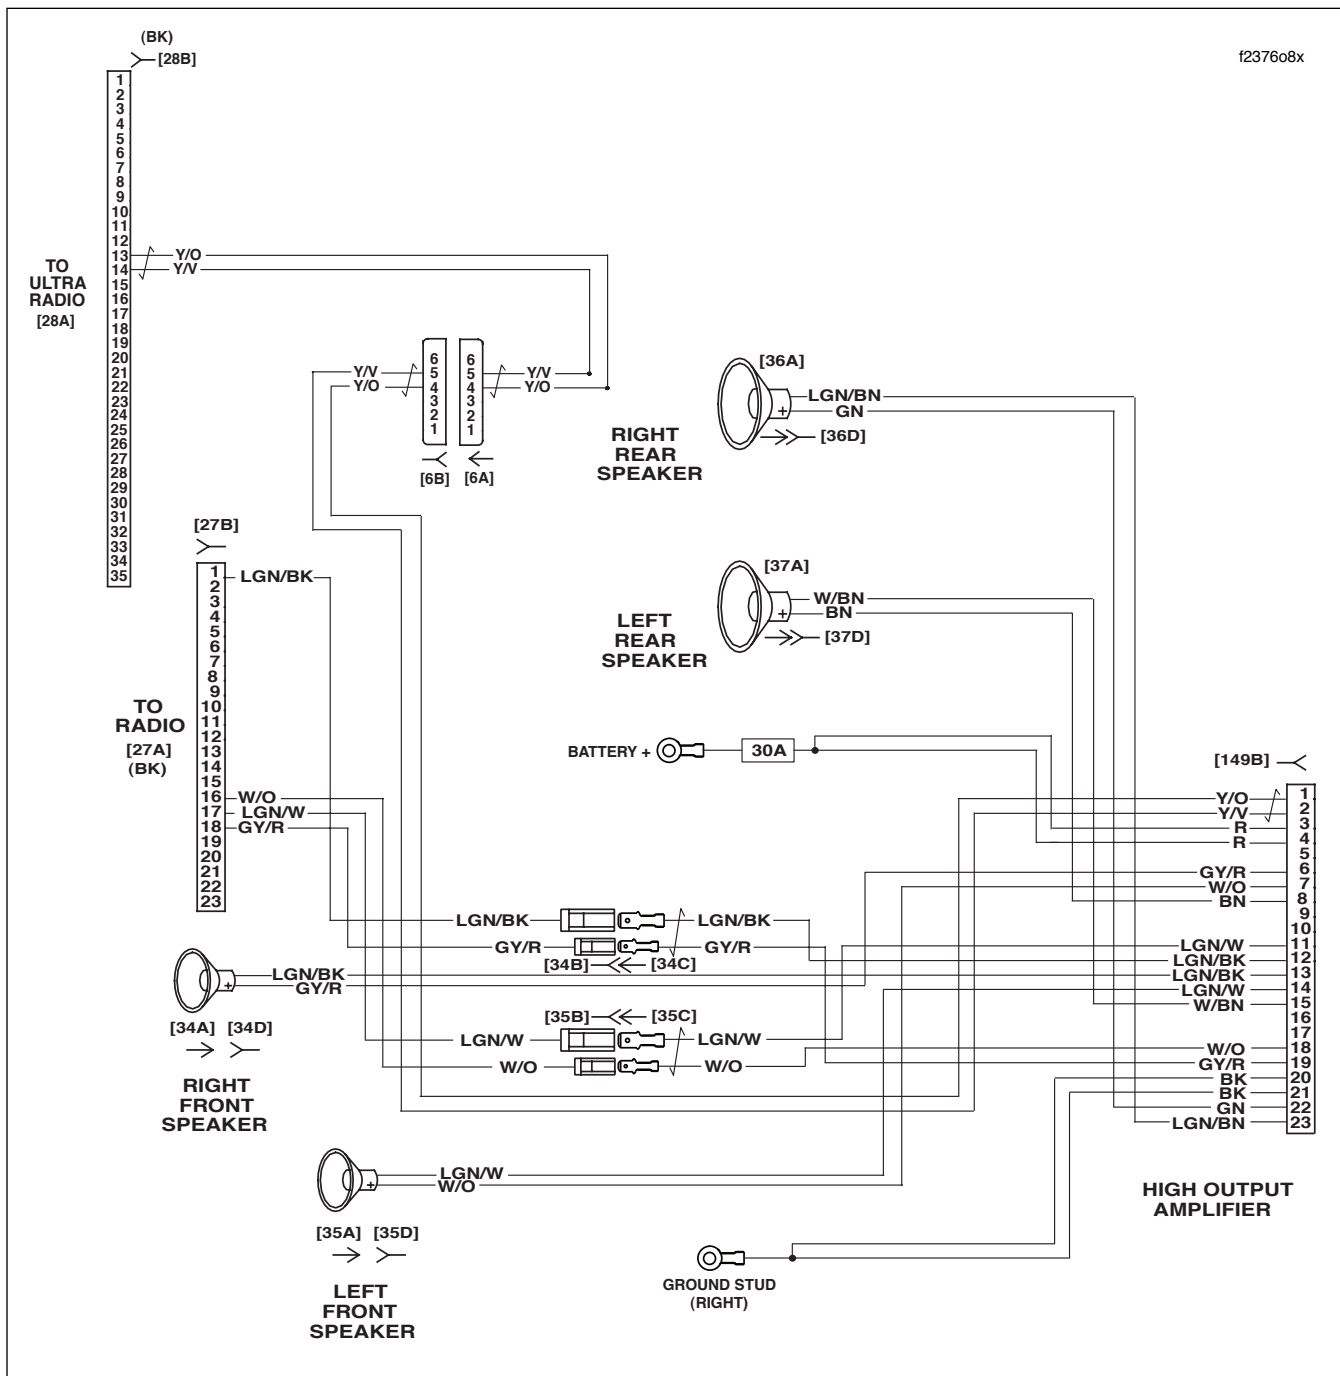 (BK)
[28B]
f2376o8x
1
2
3
4
5
6
7
8
9
10
11
12
13
14
15
16
17
18
19
20
21
22
23
24
25
26
27
28
29
30
31
32
33
34
35
TO
ULTRA
RADIO
[28A]
Y/O
Y/V
Y/V
Y/O
6
5
4
3
2
1
6
5
4
3
2
1
Y/V
Y/O
[6B]
[6A]
[36A]
LGN/BN
GN
[36D]
RIGHT
REAR
SPEAKER
[37A]
W/BN
BN
[37D]
LEFT
REAR
SPEAKER
[27B]
1
2
3
4
5
6
7
8
9
10
11
12
13
14
15
16
17
18
19
20
21
22
23
LGN/BK
TO
RADIO
[27A]
(BK)
W/O
LGN/W
GY/R
BATTERY +
30A
[149B]
Y/O
Y/V
R
R
GY/R
W/O
BN
LGN/W
LGN/BK
LGN/BK
LGN/W
W/BN
W/O
GY/R
BK
BK
GN
LGN/BN
1
2
3
4
5
6
7
8
9
10
11
12
13
14
15
16
17
18
19
20
21
22
23
HIGH OUTPUT
AMPLIFIER
LGN/BK
LGN/BK
GY/R
GY/R
[34B]
[34C]
LGN/BK
GY/R
[34A]
[34D]
RIGHT
FRONT
SPEAKER
[35B]
[35C]
LGN/W
LGN/W
W/O
W/O
LGN/W
W/O
[35A]
[35D]
LEFT
FRONT
SPEAKER
GROUND STUD
(RIGHT)